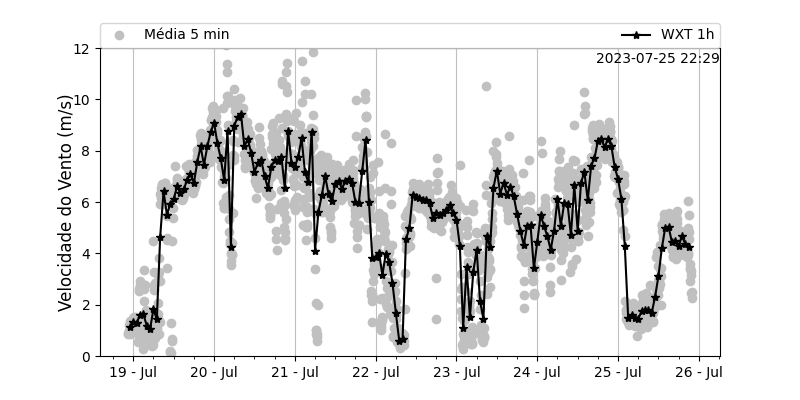 Média 5 min
WXT 1h
2023-07-25 22:29
Velocidade do Vento (m/s)
12
10
8
6
4
2
0
19 - Jul
20 - Jul
21 - Jul
22 - Jul
23 - Jul
24 - Jul
25 - Jul
26 - Jul